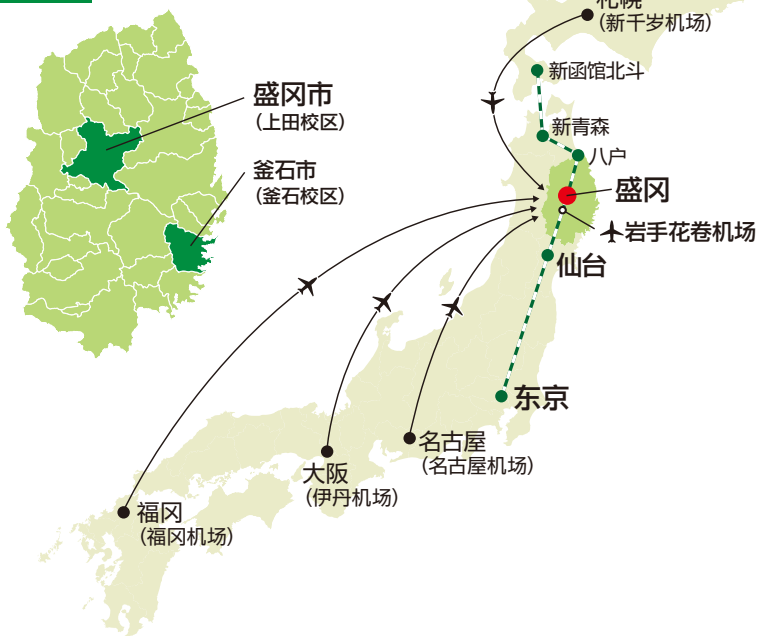 札幌
（新千岁机场）
新函馆北斗
新青森
八户
盛冈
岩手花卷机场
仙台
东京
名古屋
（名古屋机场）
大阪
（伊丹机场）
福冈
（福冈机场）
盛冈市
（上田校区）
釜石市
（釜石校区）